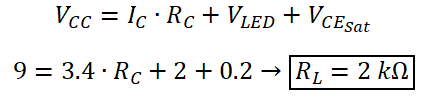 V_CC = I_C · R_C + V_LED + V_CE_Sat
9 = 3.4 · R_C + 2 + 0.2 → R_L = 2 kΩ